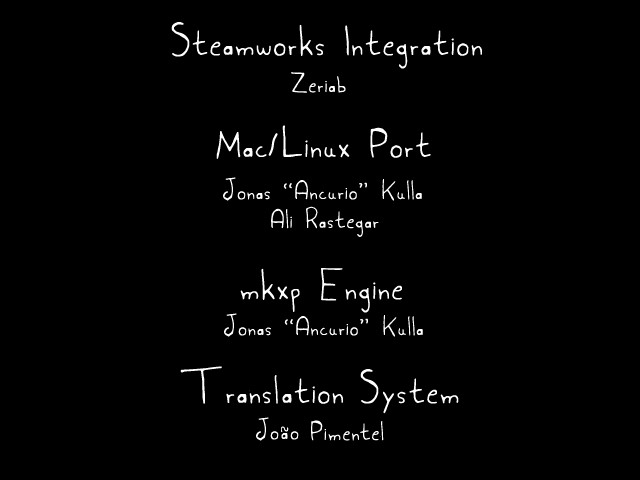 Steamworks Integration
Zeriab
Mac/Linux Port
Jonas “Ancurio” Kulla
Ali Rastegar
mkxp Engine
Jonas “Ancurio” Kulla
Translation System
João Pimentel